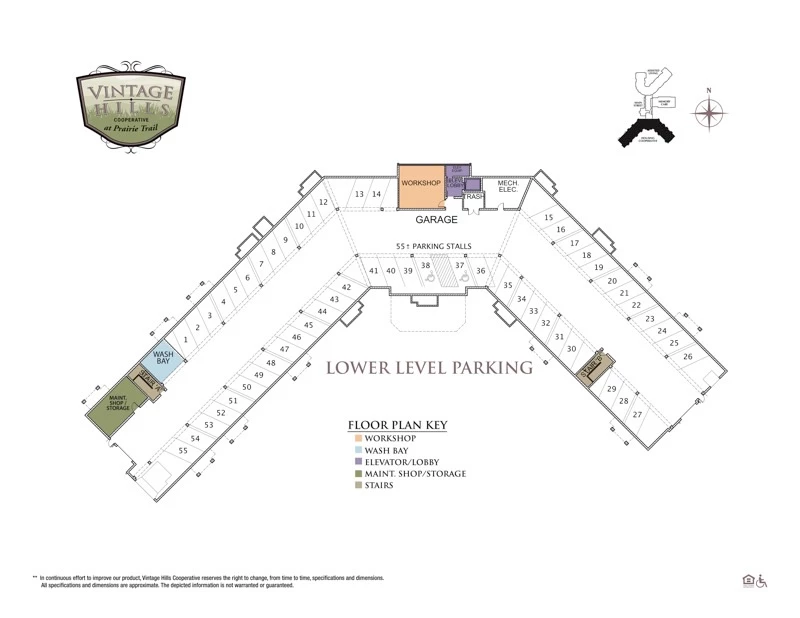 VINTAGE
HILLS
COOPERATIVE
at Prairie Trail
N
WORKSHOP
LOBBY
TRASH
MECH.
ELEC.
GARAGE
55± PARKING STALLS
13 14
12
11
10
9
8
7
6
5
4
3
2
1
WASH
BAY
STAIR A
MAINT.
SHOP /
STORAGE
15
16
17
18
19
20
21
22
23
24
25
26
41 40 39 38 37 36
35
34
33
32
31
30
STAIR B
29
28
27
42
43
44
45
46
47
48
49
50
51
52
53
54
55
LOWER LEVEL PARKING
FLOOR PLAN KEY
WORKSHOP
WASH BAY
ELEVATOR/LOBBY
MAINT. SHOP/STORAGE
STAIRS
** In continuous effort to improve our product, Vintage Hills Cooperative reserves the right to change, from time to time, specifications and dimensions.
All specifications and dimensions are approximate. The depicted information is not warranted or guaranteed.